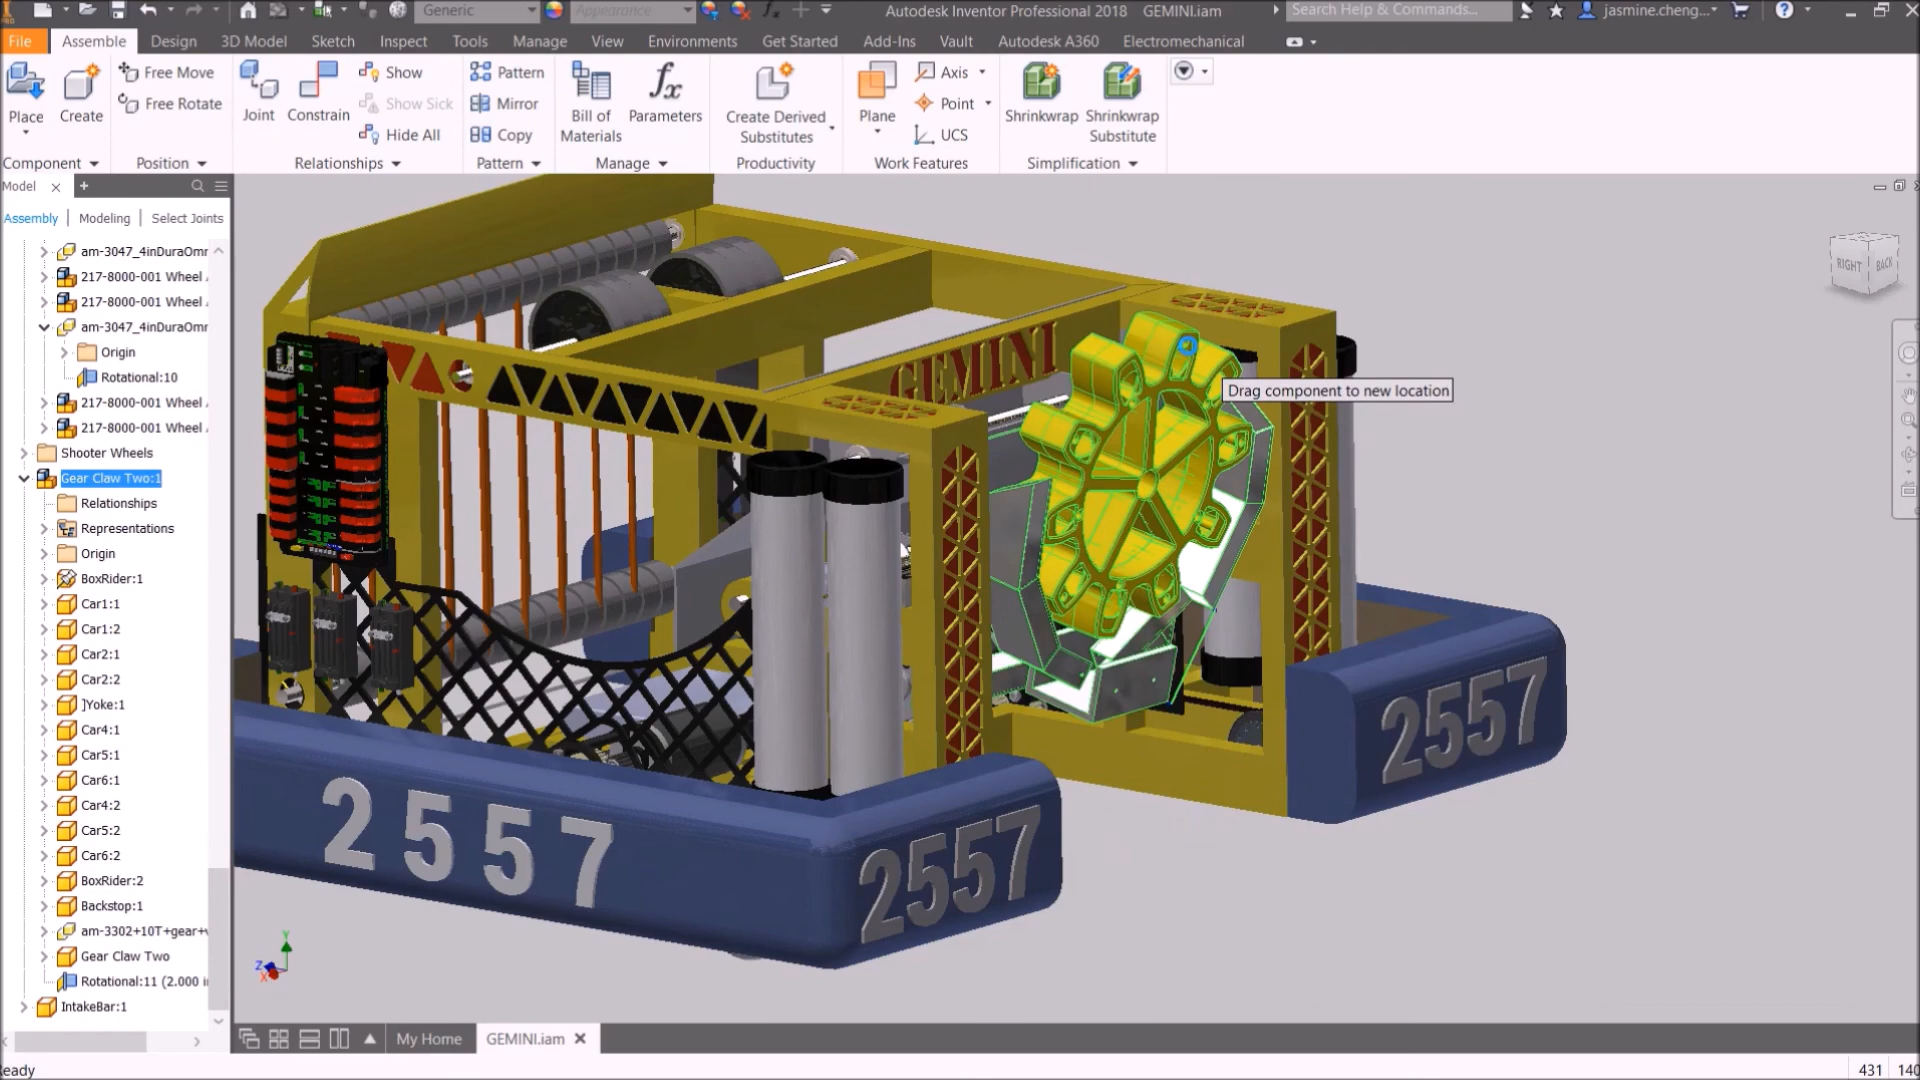 Generic
Appearance
Autodesk Inventor Professional 2018 GEMINI.iam
Search Help & Commands...
jasmine.cheng...
File Assemble Design 3D Model Sketch Inspect Tools Manage View Environments Get Started Add-Ins Vault Autodesk A360 Electromechanical
Place
Create
Free Move
Free Rotate
Joint
Constrain
Show
Show Sick
Hide All
Pattern
Mirror
Copy
Bill of
Materials
Parameters
Create Derived
Substitutes
Plane
Axis
Point
UCS
Shrinkwrap
Shrinkwrap
Substitute
Component Position Relationships Pattern Manage Productivity Work Features Simplification
Model
Assembly | Modeling | Select Joints
am-3047_4inDuraOmr
217-8000-001 Wheel
217-8000-001 Wheel
am-3047_4inDuraOmr
Origin
Rotational:10
217-8000-001 Wheel
217-8000-001 Wheel
Shooter Wheels
Gear Claw Two:1
Relationships
Representations
Origin
BoxRider:1
Car1:1
Car1:2
Car2:1
Car2:2
]Yoke:1
Car4:1
Car5:1
Car6:1
Car4:2
Car5:2
Car6:2
BoxRider:2
Backstop:1
am-3302+10T+gear+
Gear Claw Two
Rotational:11 (2.000 i
IntakeBar:1
GEMINI
Drag component to new location
RIGHT BACK
2557
2557
2557
Y
Z
X
My Home GEMINI.iam
eady
431 140